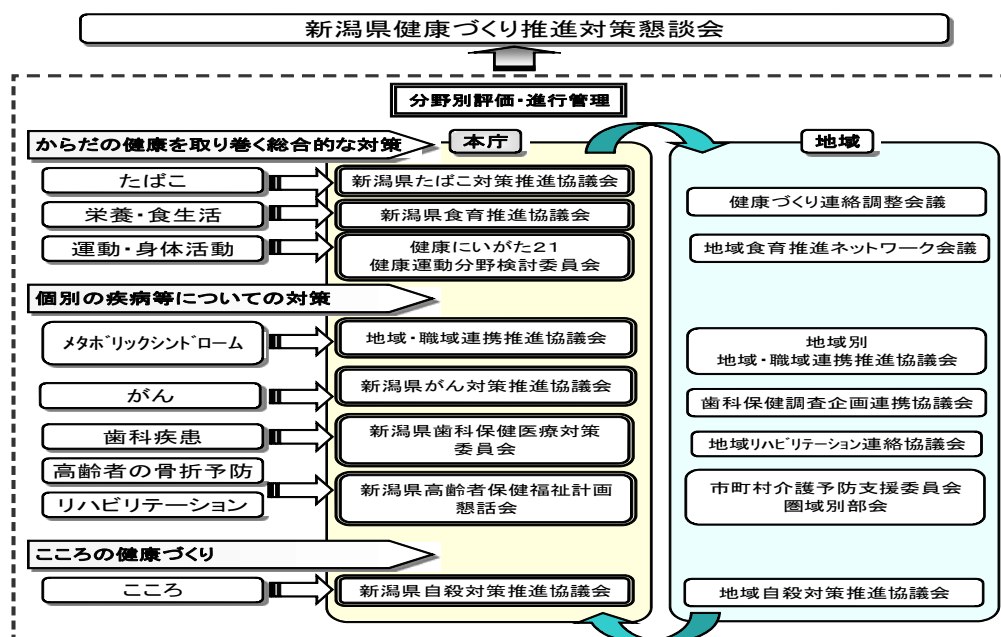 新潟県健康づくり推進対策懇談会
分野別評価・進行管理
からだの健康を取り巻く総合的な対策
本庁
地域
たばこ
新潟県たばこ対策推進協議会
栄養・食生活
新潟県食育推進協議会
運動・身体活動
健康にいがた21
健康運動分野検討委員会
健康づくり連絡調整会議
地域食育推進ネットワーク会議
個別の疾病等についての対策
メタボリックシンドローム
地域・職域連携推進協議会
地域別
地域・職域連携推進協議会
がん
新潟県がん対策推進協議会
歯科保健調査企画連携協議会
歯科疾患
新潟県歯科保健医療対策
委員会
地域リハビリテーション連絡協議会
高齢者の骨折予防
リハビリテーション
新潟県高齢者保健福祉計画
懇話会
市町村介護予防支援委員会
圏域別部会
こころの健康づくり
こころ
新潟県自殺対策推進協議会
地域自殺対策推進協議会